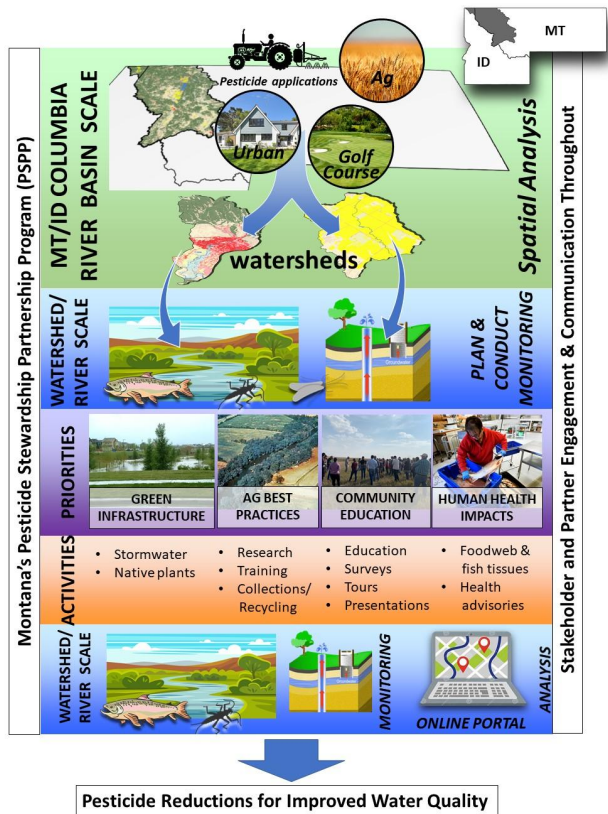 MT
ID
Montana's Pesticide Stewardship Partnership Program (PSPP)
Stakeholder and Partner Engagement & Communication Throughout
MT/ID COLUMBIA
RIVER BASIN SCALE
Spatial Analysis
Pesticide applications
Ag
Urban
Golf
Course
watersheds
WATERSHED/
RIVER SCALE
PLAN &
CONDUCT
MONITORING
PRIORITIES
GREEN
INFRASTRUCTURE
AG BEST
PRACTICES
COMMUNITY
EDUCATION
HUMAN HEALTH
IMPACTS
ACTIVITIES
• Stormwater
• Native plants
• Research
• Training
• Collections/
Recycling
• Education
• Surveys
• Tours
• Presentations
• Foodweb &
fish tissues
• Health
advisories
WATERSHED/
RIVER SCALE
MONITORING
ONLINE PORTAL
ANALYSIS
Pesticide Reductions for Improved Water Quality